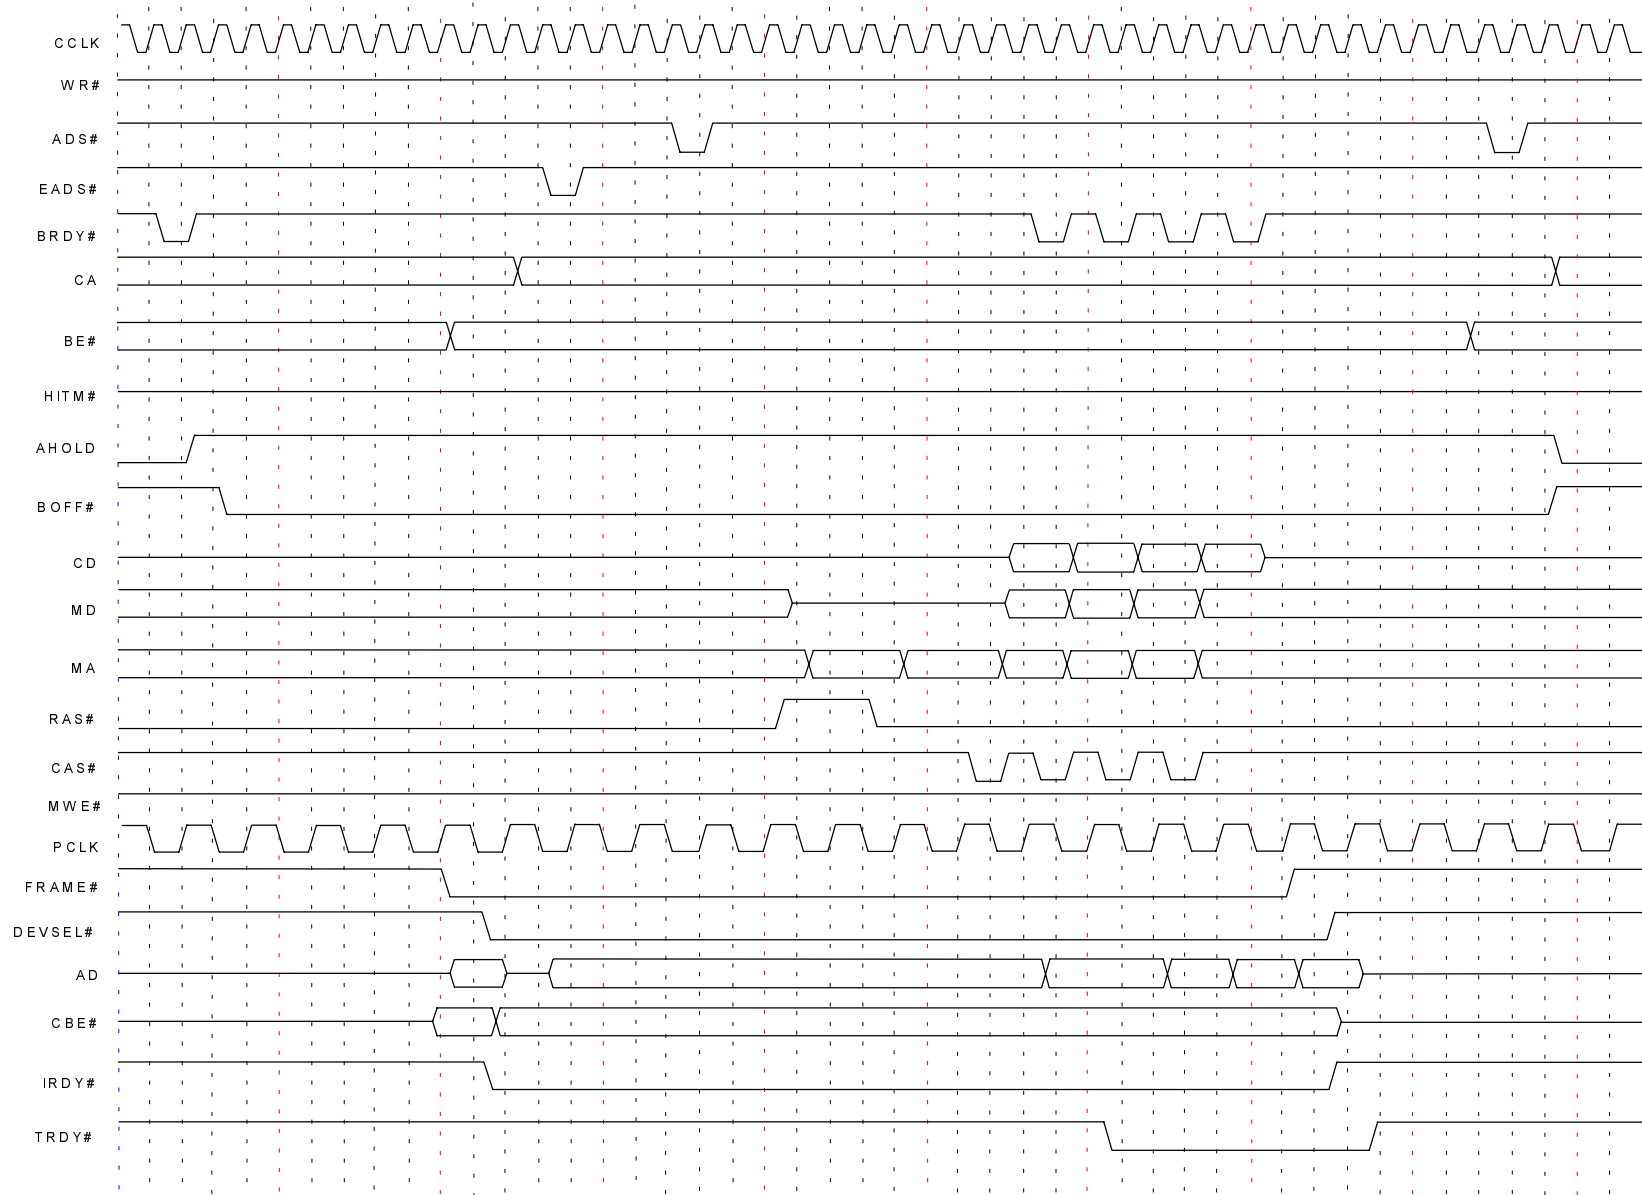 CCLK
WR#
ADS#
EADS#
BRDY#
CA
BE#
HITM#
AHOLD
BOFF#
CD
MD
MA
RAS#
CAS#
MWE#
PCLK
FRAME#
DEVSEL#
AD
CBE#
IRDY#
TRDY#